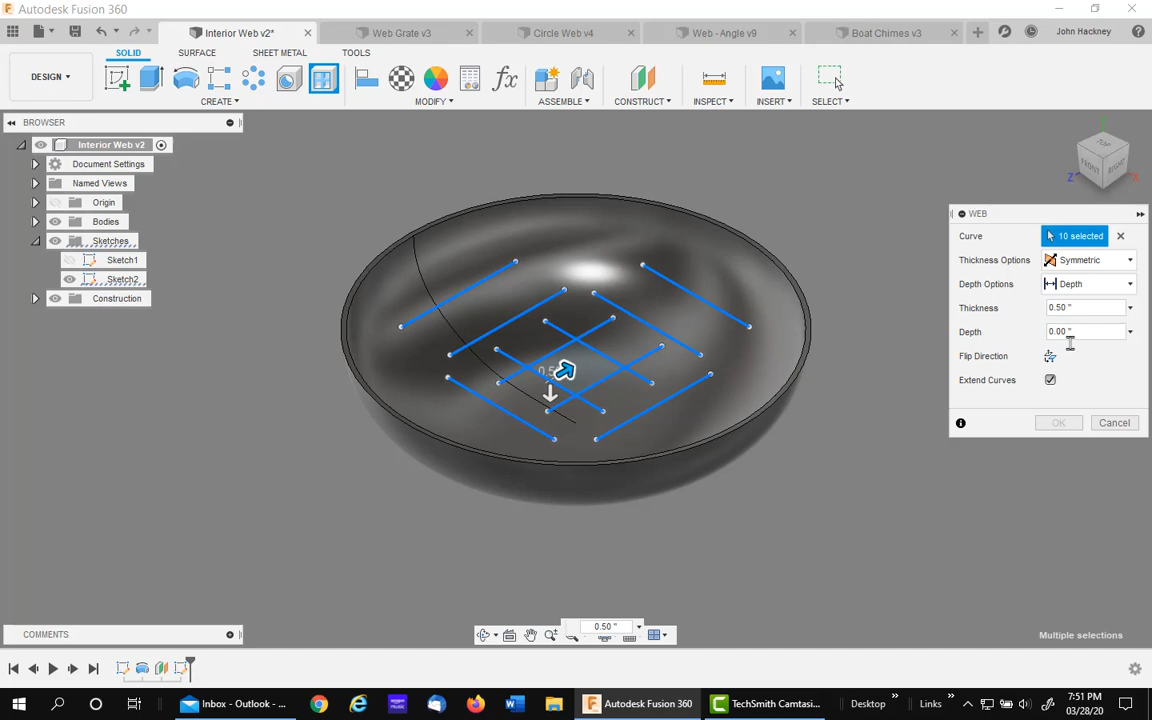 Autodesk Fusion 360
Interior Web v2*
Web Grate v3
Circle Web v4
Web - Angle v9
Boat Chimes v3
John Hackney
SOLID
SURFACE
SHEET METAL
TOOLS
DESIGN
CREATE
MODIFY
ASSEMBLE
CONSTRUCT
INSPECT
INSERT
SELECT
BROWSER
Interior Web v2
Document Settings
Named Views
Origin
Bodies
Sketches
Sketch1
Sketch2
Construction
TOP
FRONT
RIGHT
Y
Z
X
WEB
Curve
10 selected
Thickness Options
Symmetric
Depth Options
Depth
Thickness
0.50 "
Depth
0.00 "
Flip Direction
Extend Curves
OK
Cancel
0.50 "
COMMENTS
Multiple selections
Inbox - Outlook - ...
Autodesk Fusion 360
TechSmith Camtasi...
Desktop
Links
7:51 PM
03/28/20